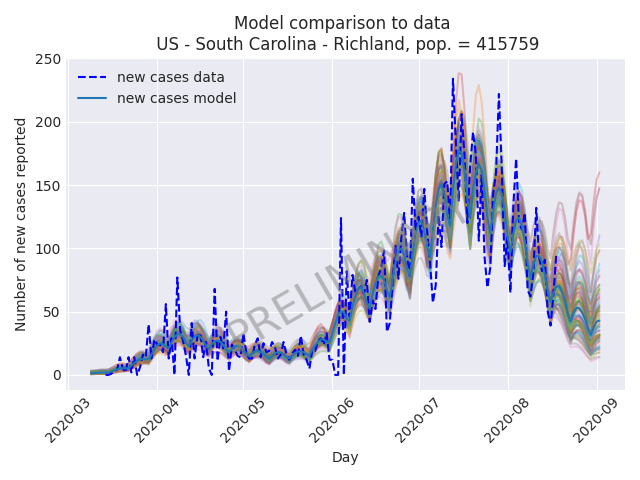 Model comparison to data
US - South Carolina - Richland, pop. = 415759
new cases data
new cases model
Number of new cases reported
250
200
150
100
50
0
PRELIMINARY
2020-03
2020-04
2020-05
2020-06
2020-07
2020-08
2020-09
Day